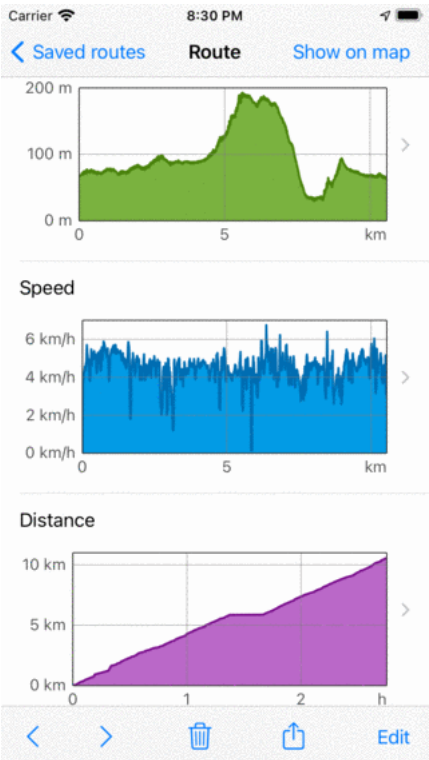 Carrier 8:30 PM
Saved routes Route Show on map
200 m
100 m
0 m
0 5 km
Speed
6 km/h
4 km/h
2 km/h
0 km/h
0 5 km
Distance
10 km
5 km
0 km
0 1 2 h
Edit